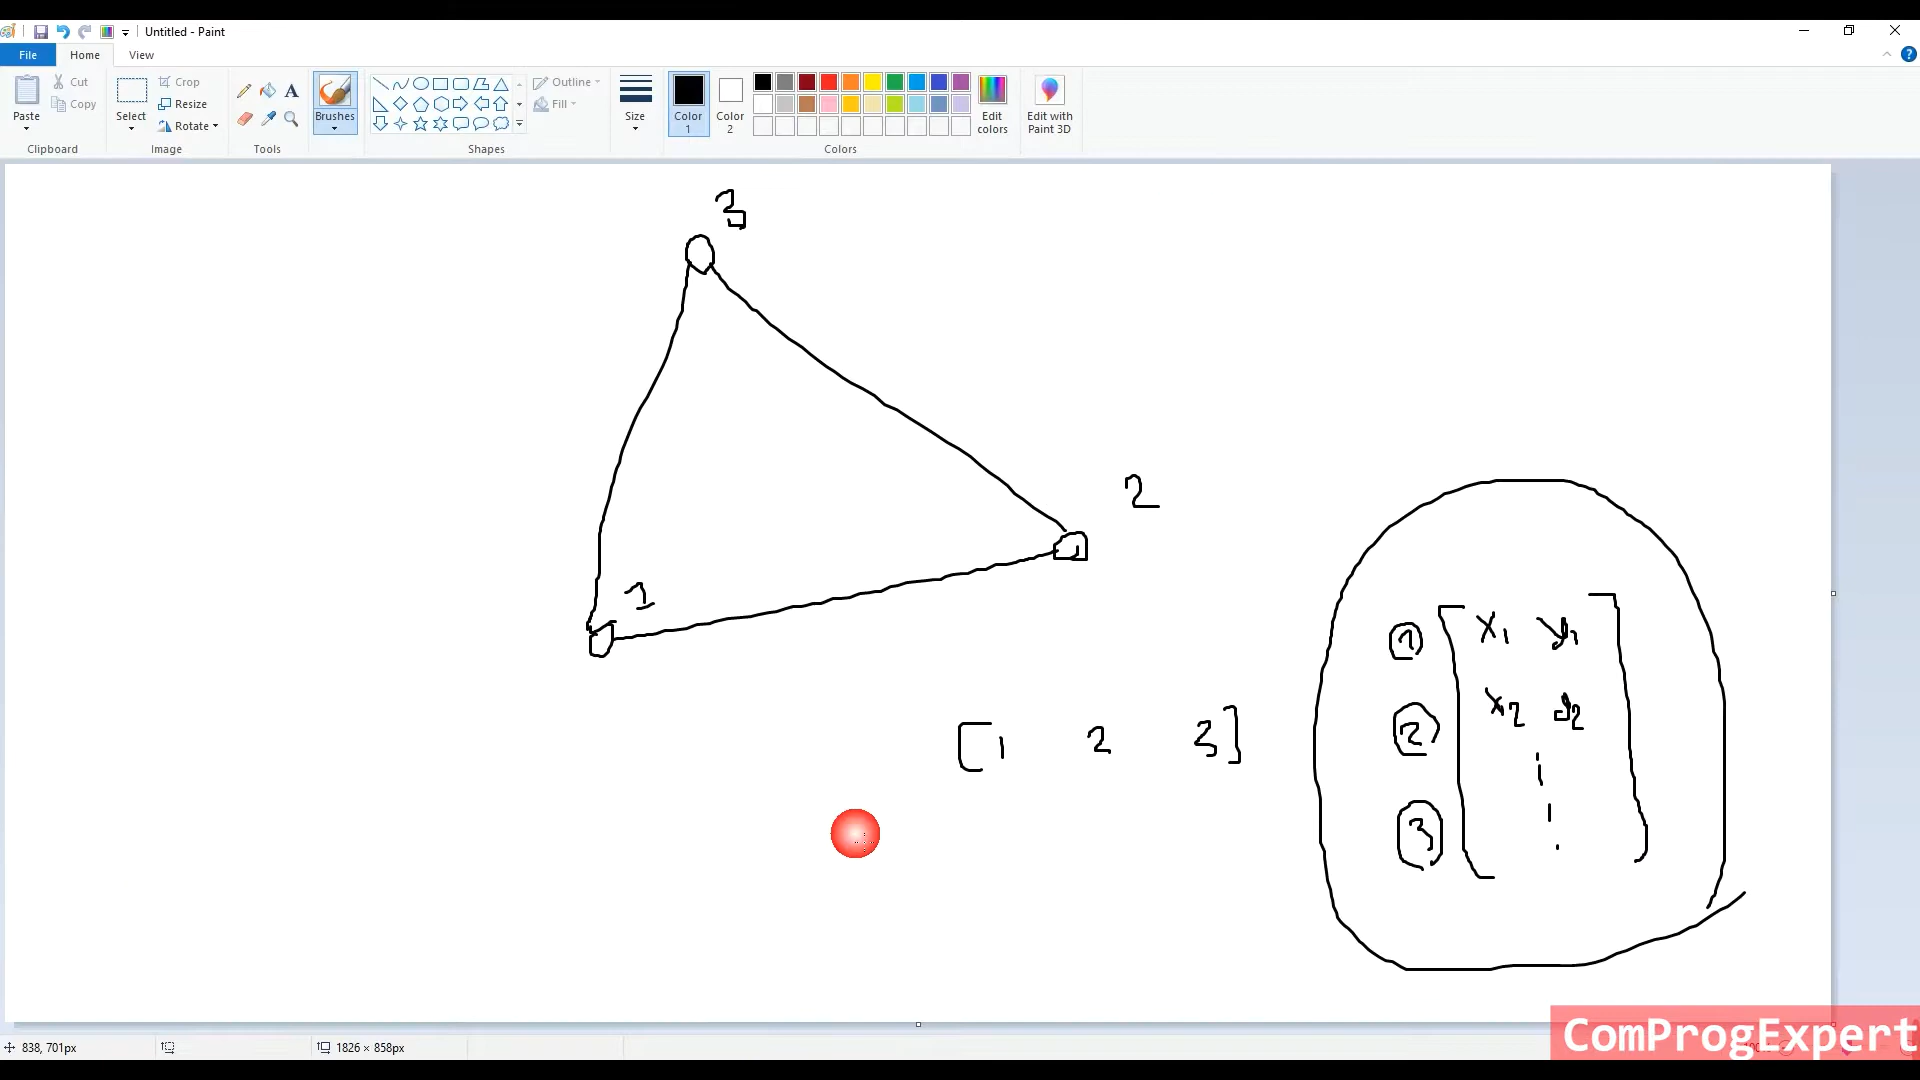 Untitled - Paint
File Home View
Paste
Cut
Copy
Clipboard
Select
Crop
Resize
Rotate
Image
Tools
Brushes
Shapes
Outline
Fill
Size
Color 1
Color 2
Edit colors
Colors
Edit with Paint 3D
3
2
1
① [ x₁ y₁
② x₂ y₂
③ ]
[1 2 3]
838, 701px
1826 × 858px
ComProgExpert